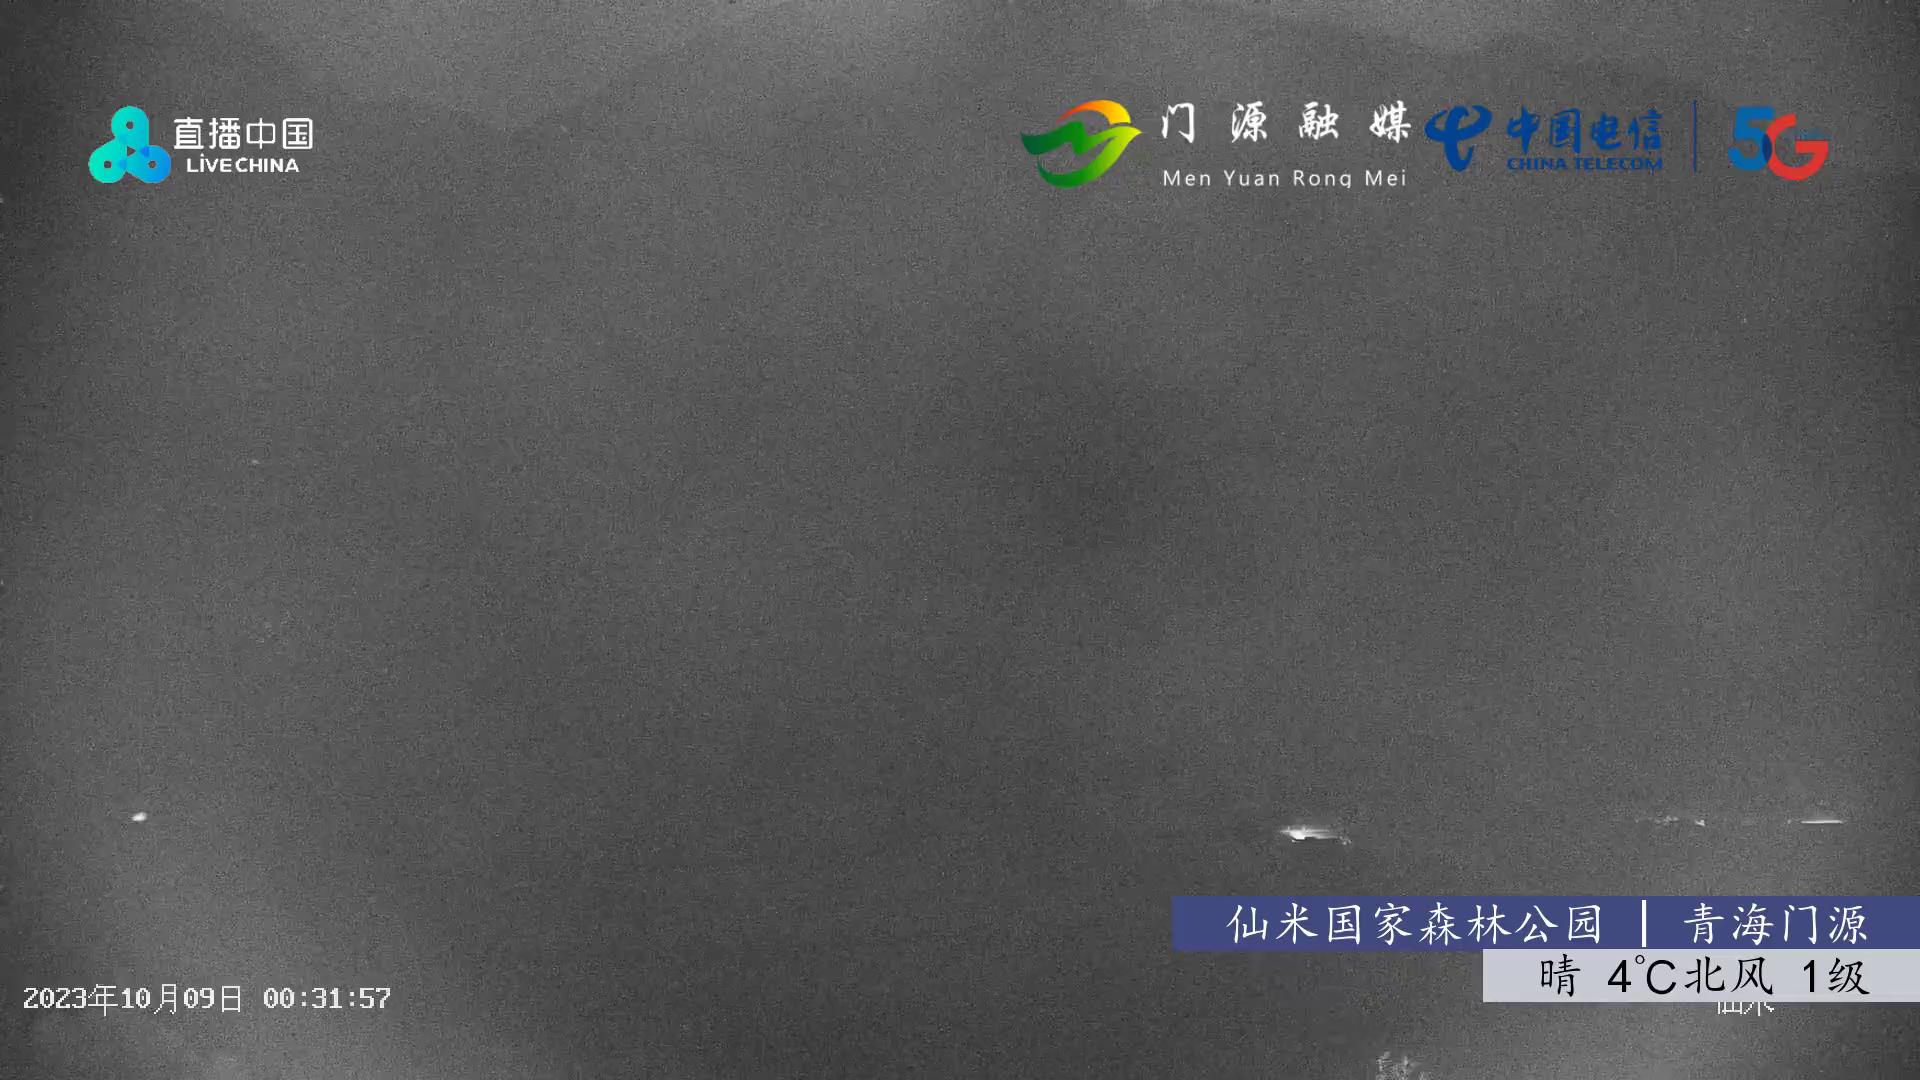 直播中国
LiVECHINA
门源融媒
Men Yuan Rong Mei
中国电信
CHINA TELECOM
5G
仙米国家森林公园 | 青海门源
晴 4℃北风 1级
2023年10月09日 00:31:57
仙米